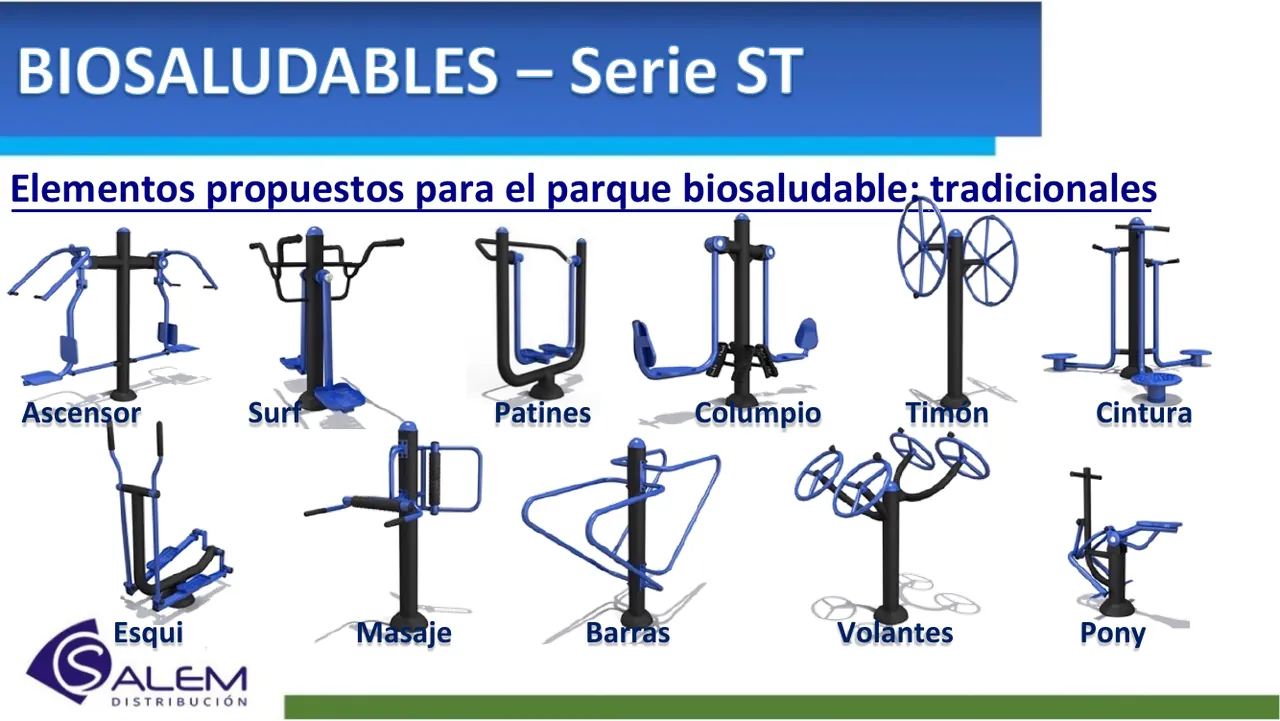 BIOSALUDABLES – Serie ST
Elementos propuestos para el parque biosaludable: tradicionales
Ascensor Surf Patines Columpio Timón Cintura
Esqui Masaje Barras Volantes Pony
SALEM
DISTRIBUCIÓN